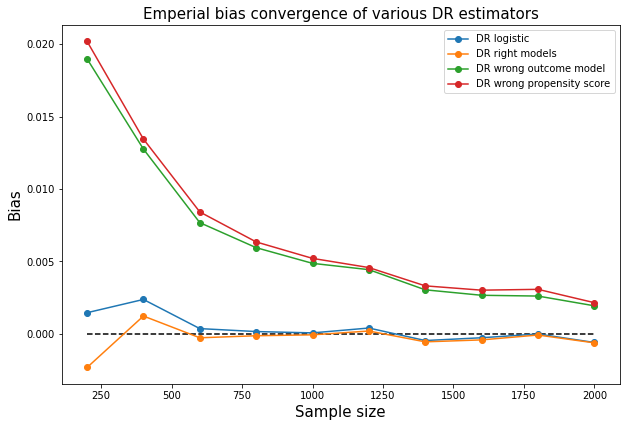 Emperial bias convergence of various DR estimators
DR logistic
DR right models
DR wrong outcome model
DR wrong propensity score
Bias
0.020
0.015
0.010
0.005
0.000
250
500
750
1000
1250
1500
1750
2000
Sample size